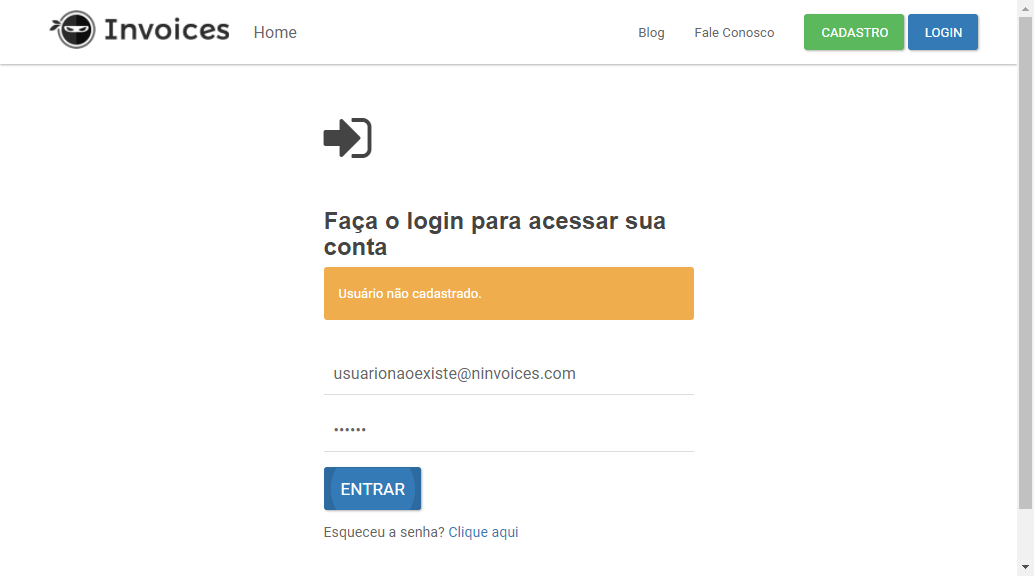 Invoices
Home
Blog
Fale Conosco
CADASTRO
LOGIN
Faça o login para acessar sua
conta
Usuário não cadastrado.
usuarionaoexiste@ninvoices.com
••••••
ENTRAR
Esqueceu a senha? Clique aqui